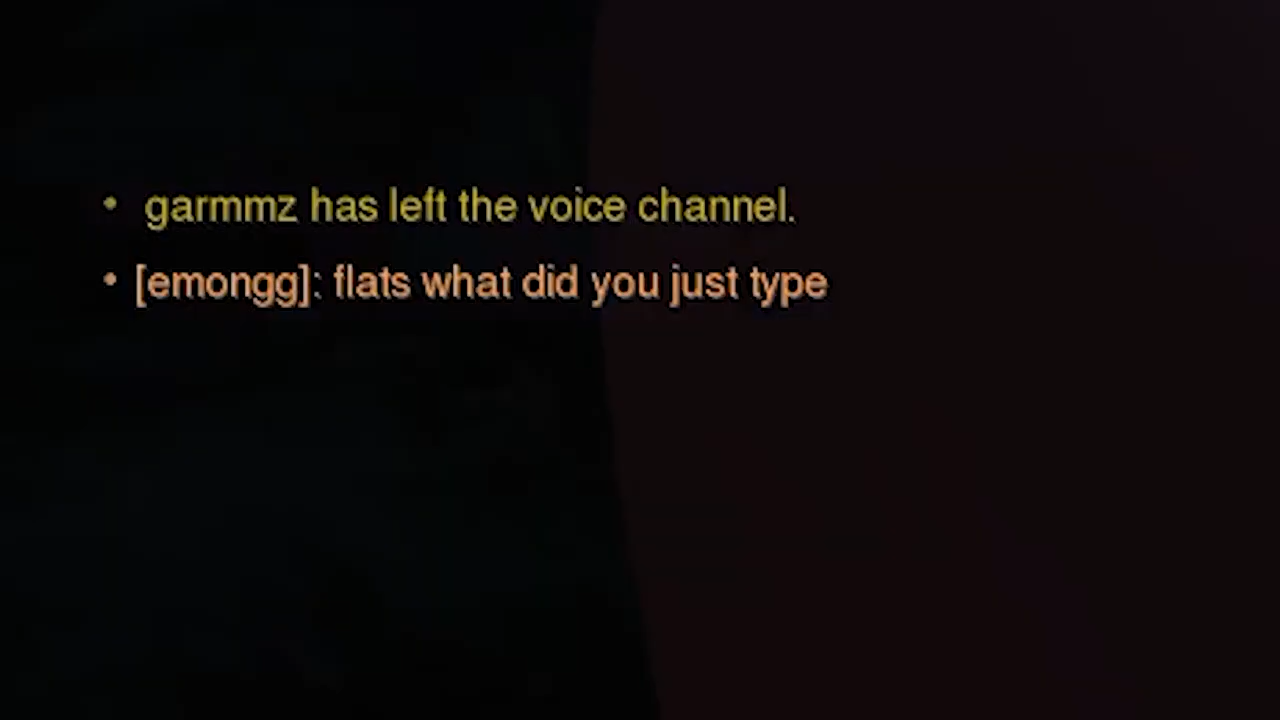 • garmmz has left the voice channel.
• [emongg]: flats what did you just type